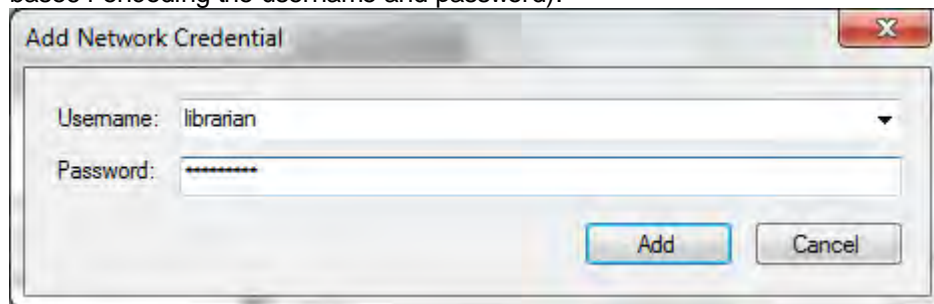 base64 encoding the username and password).
Add Network Credential
Username: librarian
Password: •••••••••
Add Cancel